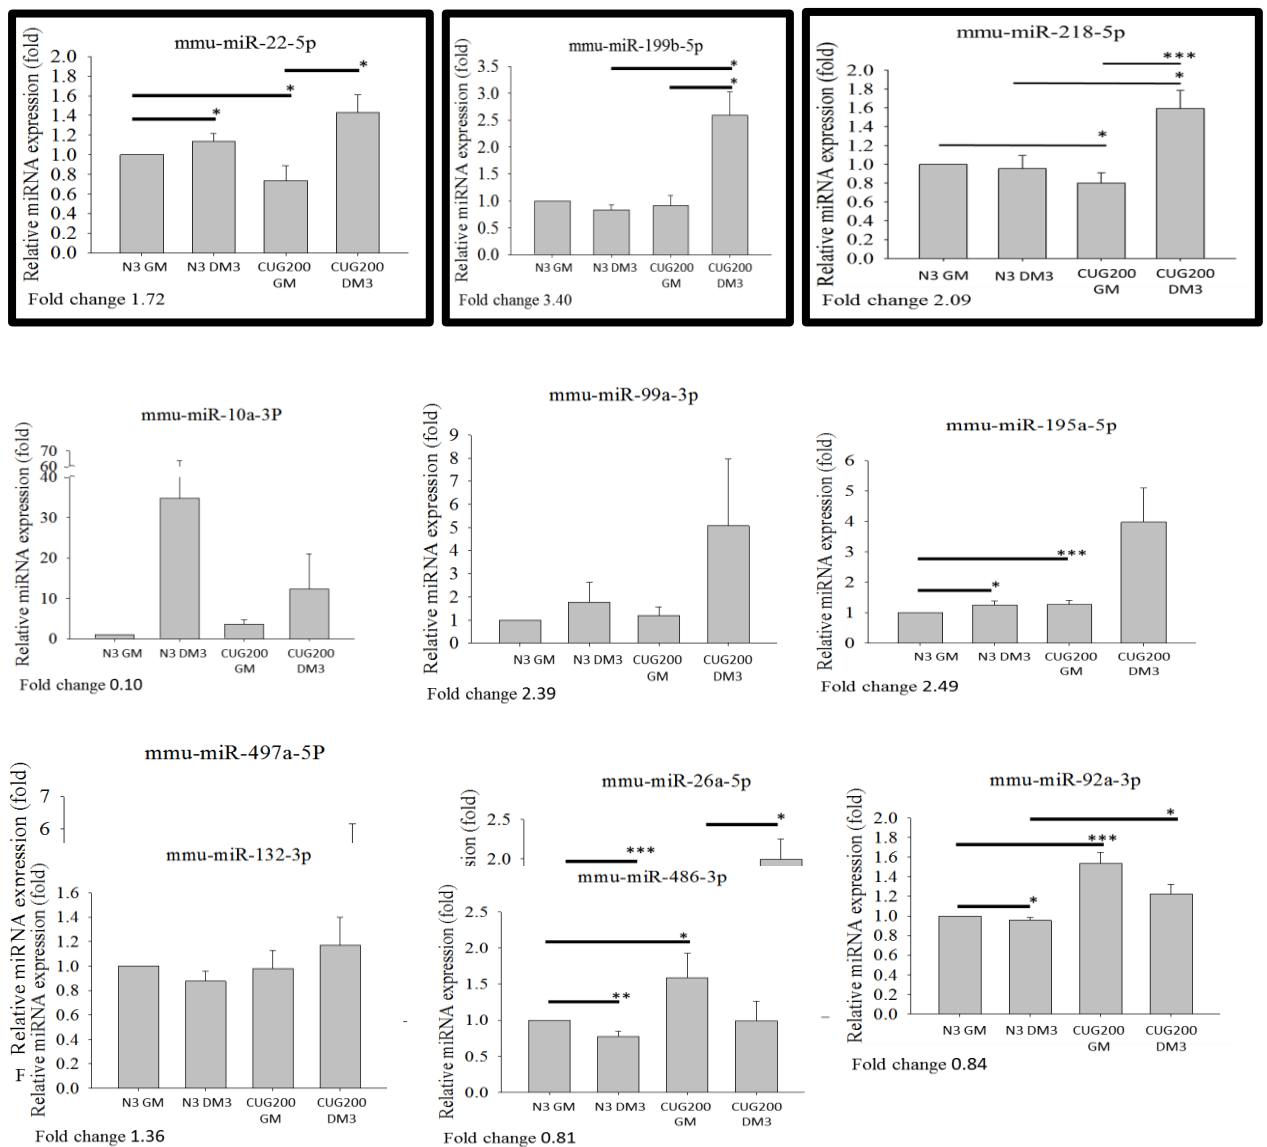 mmu-miR-22-5p
Relative miRNA expression (fold)
2.0
1.8
1.6
1.4
1.2
1.0
0.8
0.6
0.4
0.2
0.0
*
*
*
N3 GM N3 DM3 CUG200 GM CUG200 DM3
Fold change 1.72
mmu-miR-199b-5p
Relative miRNA expression (fold)
3.5
3.0
2.5
2.0
1.5
1.0
0.5
0.0
*
*
N3 GM N3 DM3 CUG200 GM CUG200 DM3
Fold change 3.40
mmu-miR-218-5p
Relative miRNA expression (fold)
2.0
1.8
1.6
1.4
1.2
1.0
0.8
0.6
0.4
0.2
0.0
***
*
*
N3 GM N3 DM3 CUG200 GM CUG200 DM3
Fold change 2.09
mmu-miR-10a-3P
Relative miRNA expression (fold)
70
60
40
30
20
10
0
N3 GM N3 DM3 CUG200 GM CUG200 DM3
Fold change 0.10
mmu-miR-99a-3p
Relative miRNA expression (fold)
9
8
7
6
5
4
3
2
1
0
N3 GM N3 DM3 CUG200 GM CUG200 DM3
Fold change 2.39
mmu-miR-195a-5p
Relative miRNA expression (fold)
6
5
4
3
2
1
0
***
*
N3 GM N3 DM3 CUG200 GM CUG200 DM3
Fold change 2.49
mmu-miR-497a-5P
Relative miRNA expression (fold)
7
6
F
mmu-miR-132-3p
Relative miRNA expression (fold)
1.6
1.4
1.2
1.0
0.8
0.6
0.4
0.2
0.0
N3 GM N3 DM3 CUG200 GM CUG200 DM3
Fold change 1.36
mmu-miR-26a-5p
sion (fold)
2.5
2.0
*
***
mmu-miR-486-3p
Relative miRNA expression (fold)
2.5
2.0
1.5
1.0
0.5
0.0
*
**
N3 GM N3 DM3 CUG200 GM CUG200 DM3
Fold change 0.81
mmu-miR-92a-3p
Relative miRNA expression (fold)
2.0
1.8
1.6
1.4
1.2
1.0
0.8
0.6
0.4
0.2
0.0
*
***
*
N3 GM N3 DM3 CUG200 GM CUG200 DM3
Fold change 0.84